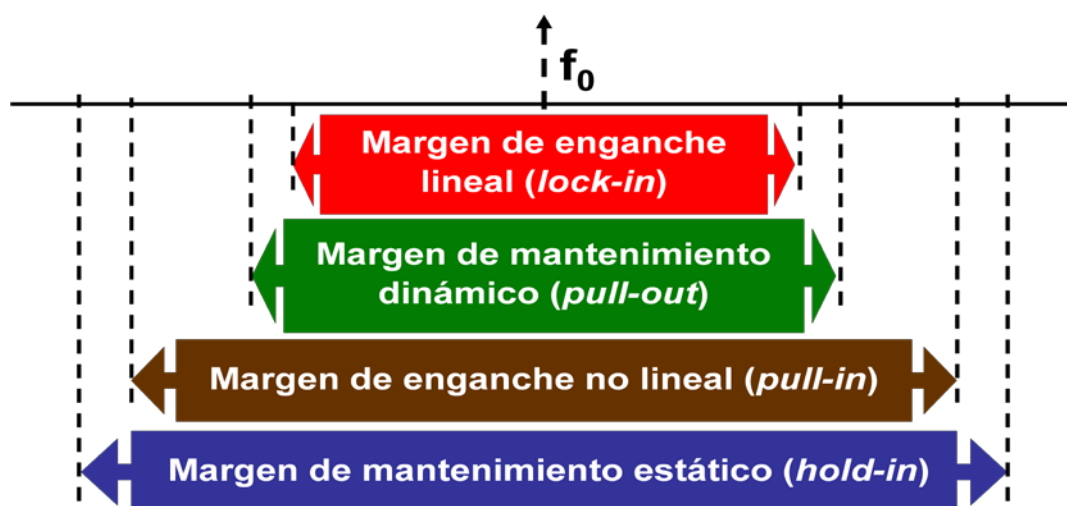 f₀
Margen de enganche
lineal (lock-in)
Margen de mantenimiento
dinámico (pull-out)
Margen de enganche no lineal (pull-in)
Margen de mantenimiento estático (hold-in)